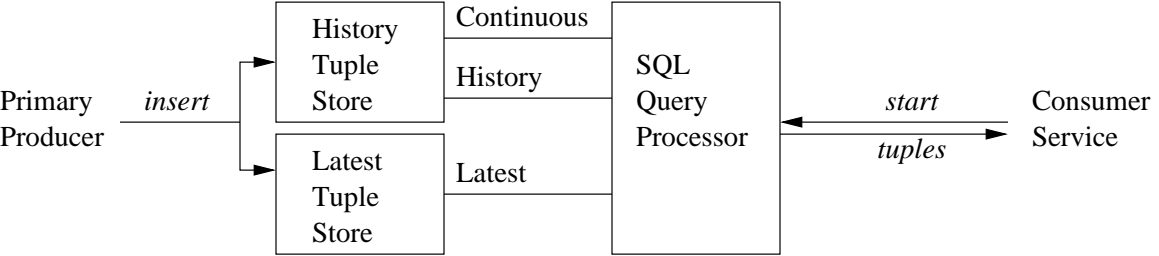 Primary
Producer
insert
History
Tuple
Store
Latest
Tuple
Store
Continuous
History
Latest
SQL
Query
Processor
start
tuples
Consumer
Service